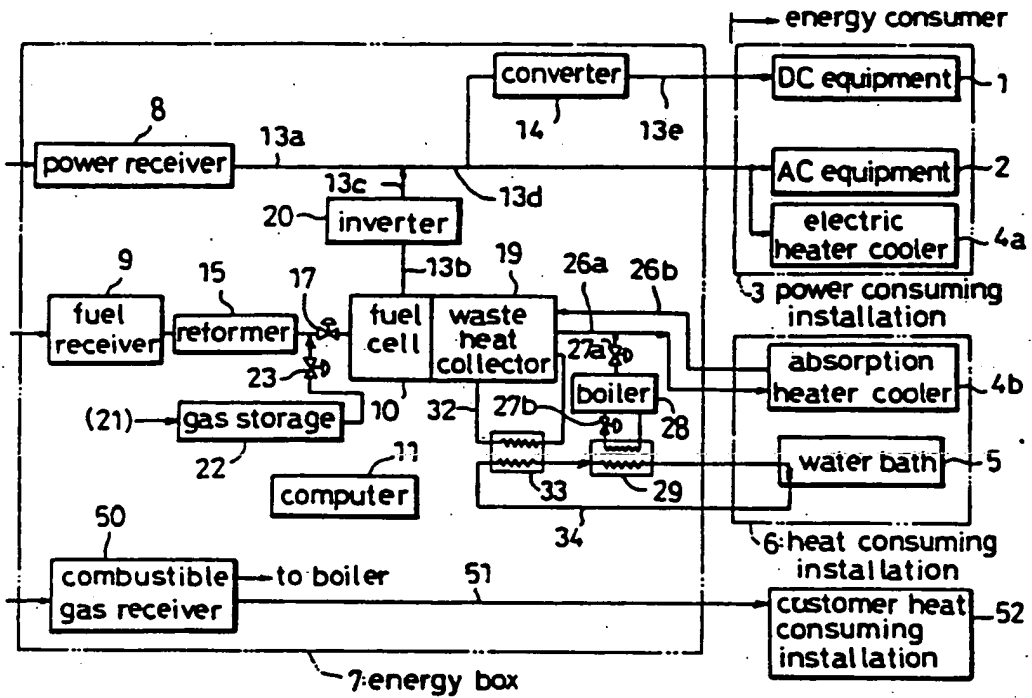 energy consumer
converter
14
13e
DC equipment
1
8
power receiver
13a
13c
13d
AC equipment
2
20
inverter
electric
heater cooler
4a
13b
3 power consuming
installation
9
fuel
receiver
15
reformer
17
23
fuel
cell
10
19
waste
heat
collector
26a
26b
27a
absorption
heater cooler
4b
boiler
28
27b
32
(21)
gas storage
22
33
29
34
water bath
5
11
computer
6:heat consuming
installation
50
combustible
gas receiver
to boiler
51
customer heat
consuming
installation
52
7:energy box